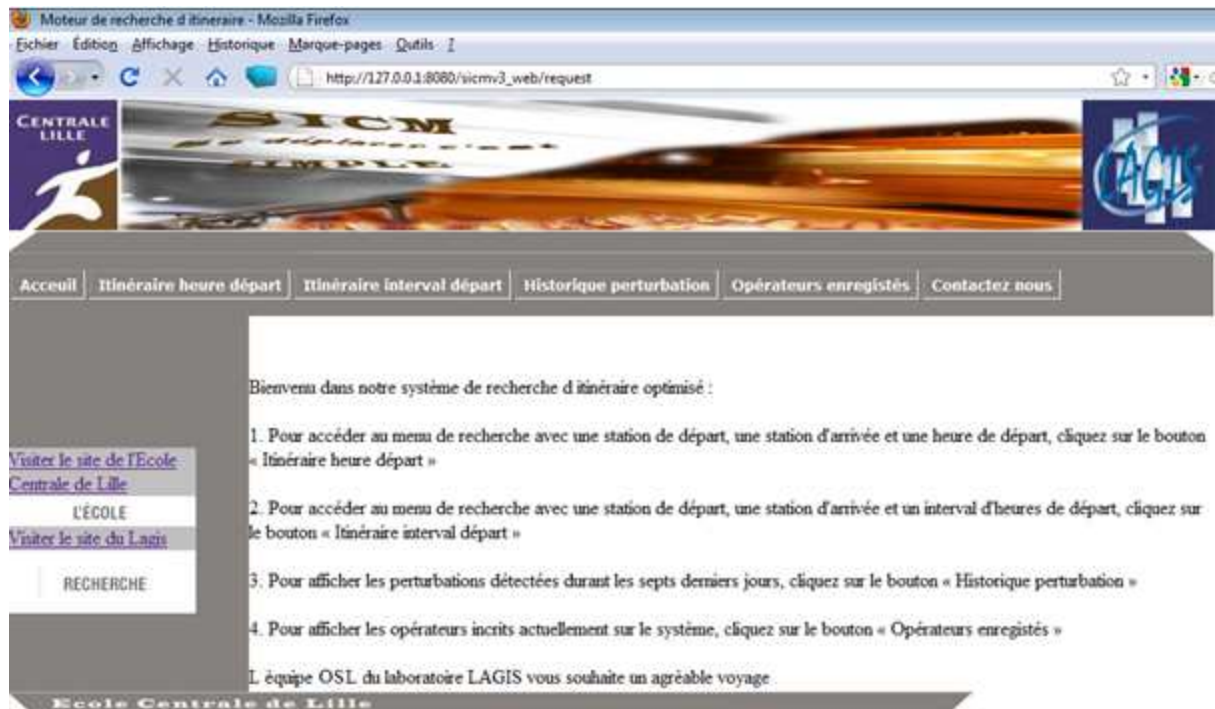 Moteur de recherche d itineraire - Mozilla Firefox
Fichier Édition Affichage Historique Marque-pages Outils ?
http://127.0.0.1:8080/sicmv3_web/request
CENTRALE
LILLE
SICM
Se déplacer c'est
SIMPLE
LAGIS
Acceuil Itinéraire heure départ Itinéraire interval départ Historique perturbation Opérateurs enregistés Contactez nous
Bienvenu dans notre système de recherche d itinéraire optimisé :
1. Pour accéder au menu de recherche avec une station de départ, une station d'arrivée et une heure de départ, cliquez sur le bouton
« Itinéraire heure départ »
2. Pour accéder au menu de recherche avec une station de départ, une station d'arrivée et un interval d'heures de départ, cliquez sur
le bouton « Itinéraire interval départ »
3. Pour afficher les perturbations détectées durant les septs derniers jours, cliquez sur le bouton « Historique perturbation »
4. Pour afficher les opérateurs incrits actuellement sur le système, cliquez sur le bouton « Opérateurs enregistés »
L équipe OSL du laboratoire LAGIS vous souhaite un agrèable voyage
Visiter le site de l'Ecole
Centrale de Lille
L'ÉCOLE
Visiter le site du Lagis
RECHERCHE
Ecole Centrale de Lille